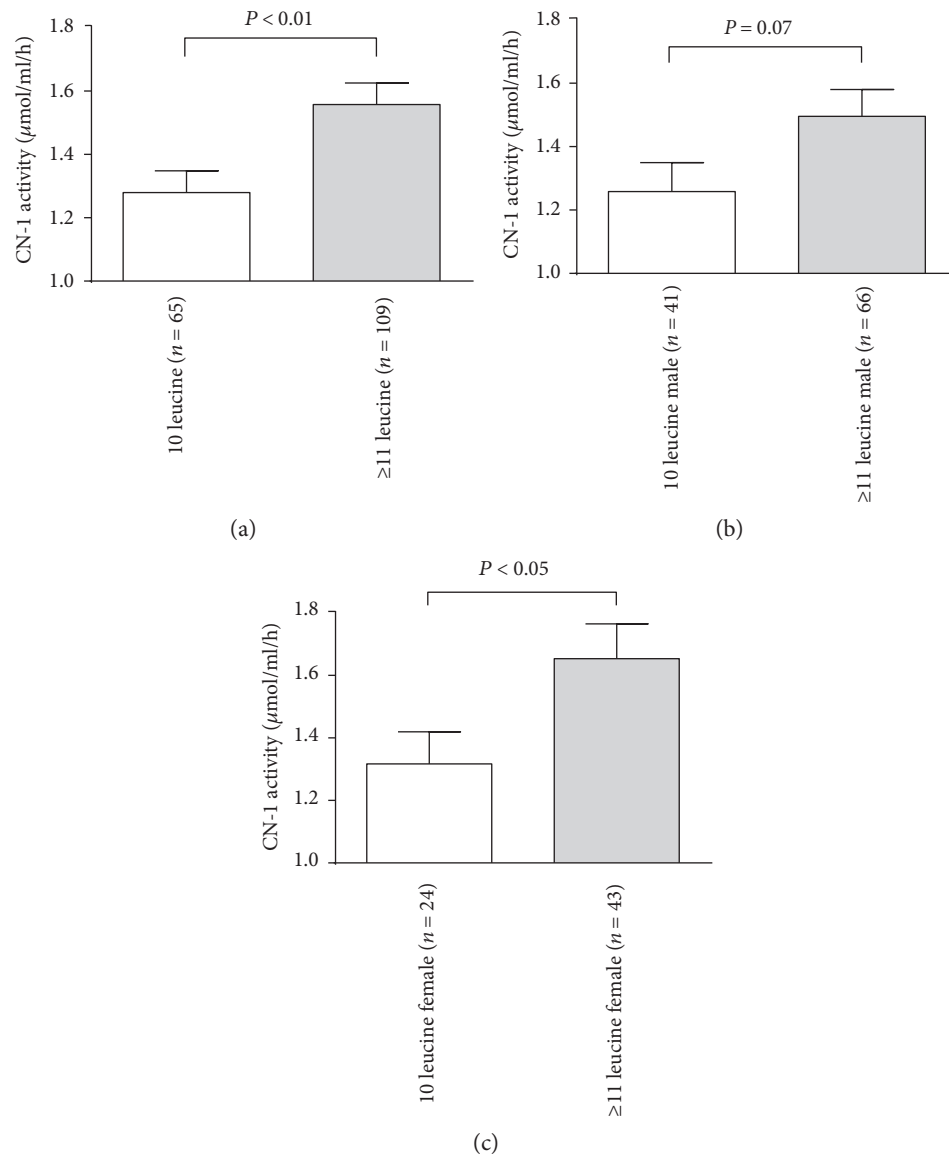 P < 0.01
CN-1 activity (μmol/ml/h)
1.8
1.6
1.4
1.2
1.0
10 leucine (n = 65)
≥11 leucine (n = 109)
(a)
P = 0.07
CN-1 activity (μmol/ml/h)
1.8
1.6
1.4
1.2
1.0
10 leucine male (n = 41)
≥11 leucine male (n = 66)
(b)
P < 0.05
CN-1 activity (μmol/ml/h)
1.8
1.6
1.4
1.2
1.0
10 leucine female (n = 24)
≥11 leucine female (n = 43)
(c)